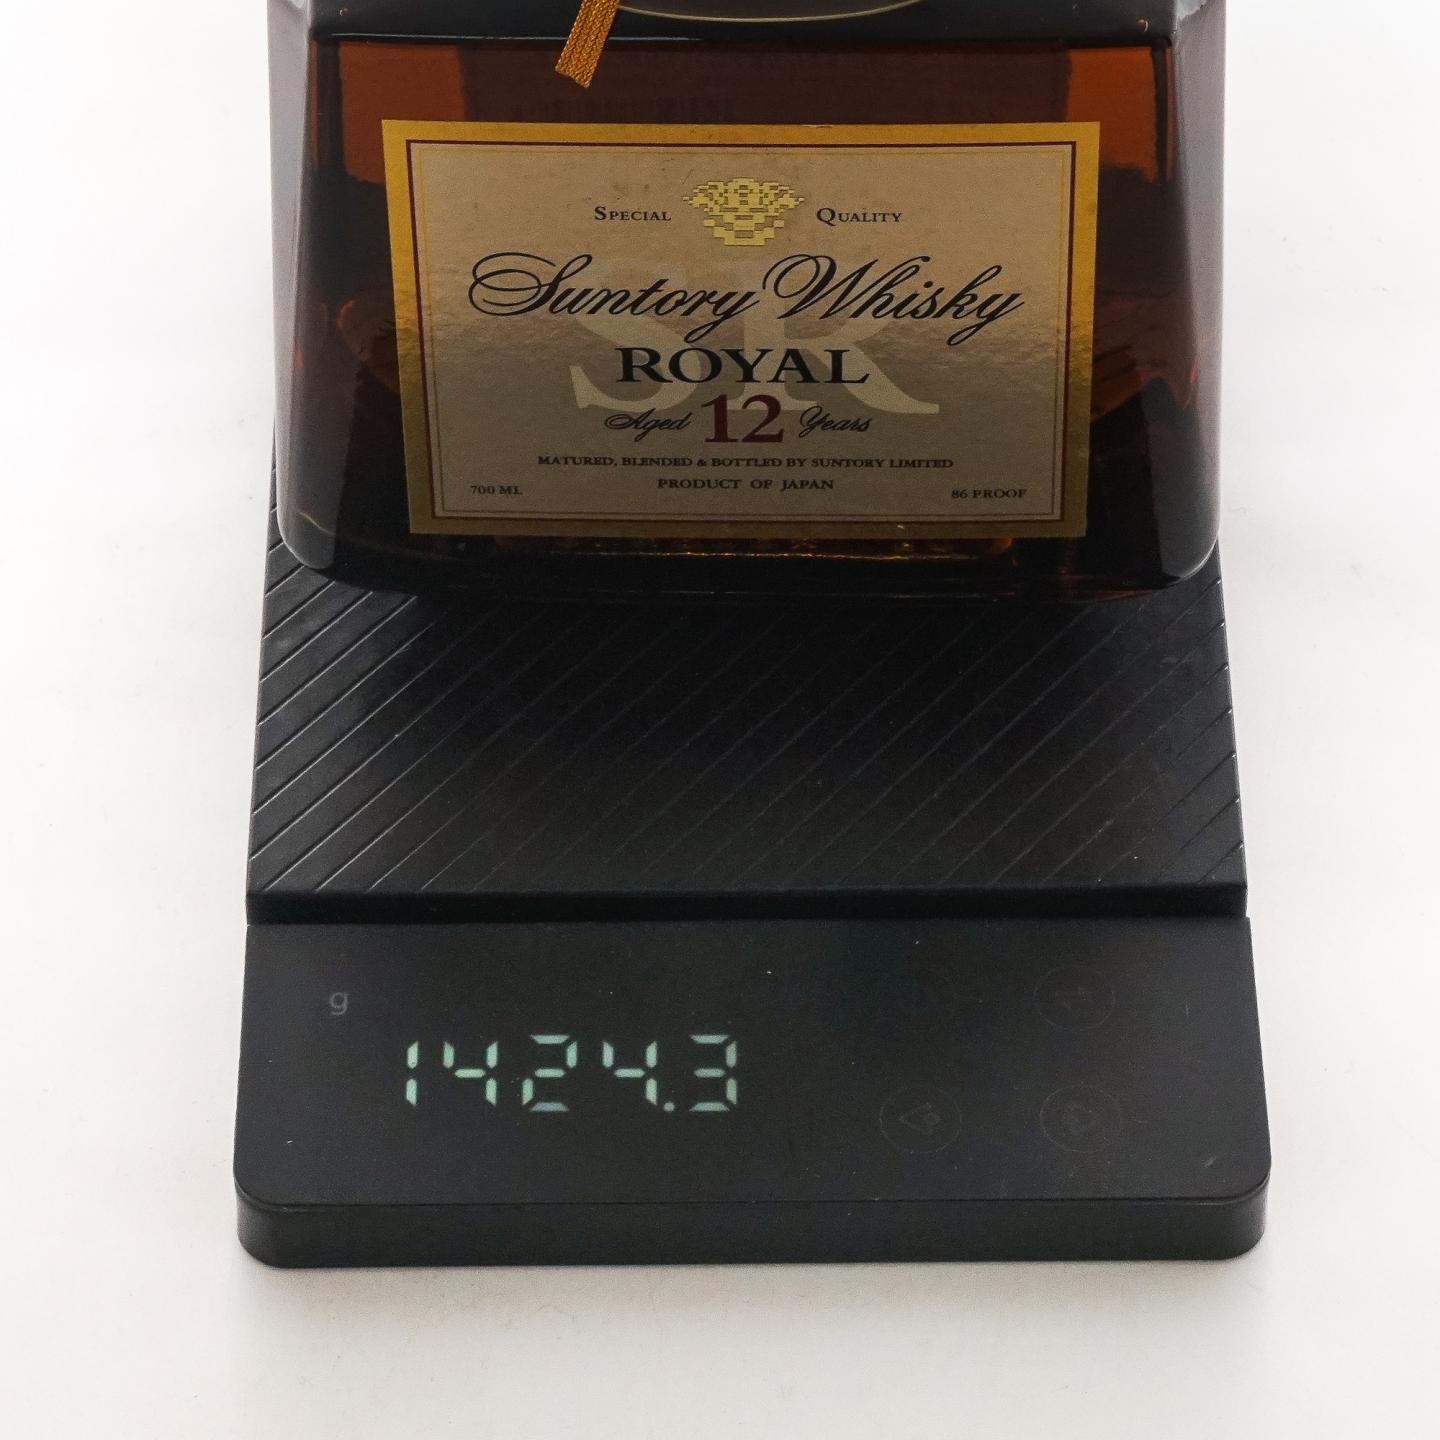 SPECIAL QUALITY
Suntory Whisky
SR
ROYAL
Aged 12 Years
MATURED, BLENDED & BOTTLED BY SUNTORY LIMITED
PRODUCT OF JAPAN
700 ML 86 PROOF
g
1424.3